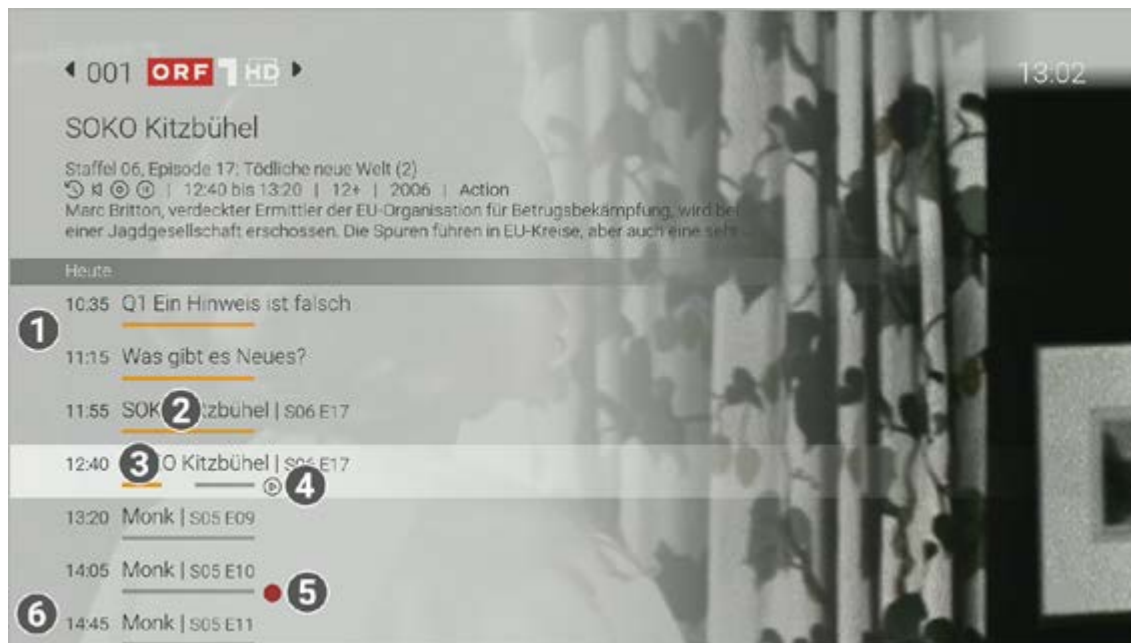 001 ORF 1 HD
13:02
SOKO Kitzbühel
Staffel 06, Episode 17: Tödliche neue Welt (2)
| 12:40 bis 13:20 | 12+ | 2006 | Action
Marc Britton, verdeckter Ermittler der EU-Organisation für Betrugsbekämpfung, wird bei
einer Jagdgesellschaft erschossen. Die Spuren führen in EU-Kreise, aber auch eine
Heute
10:35 Q1 Ein Hinweis ist falsch
1
11:15 Was gibt es Neues?
11:55 2 Kitzbühel | S06 E17
12:40 3 Kitzbühel | S06 E17
4
13:20 Monk | S05 E09
14:05 Monk | S05 E10
5
6
14:45 Monk | S05 E11